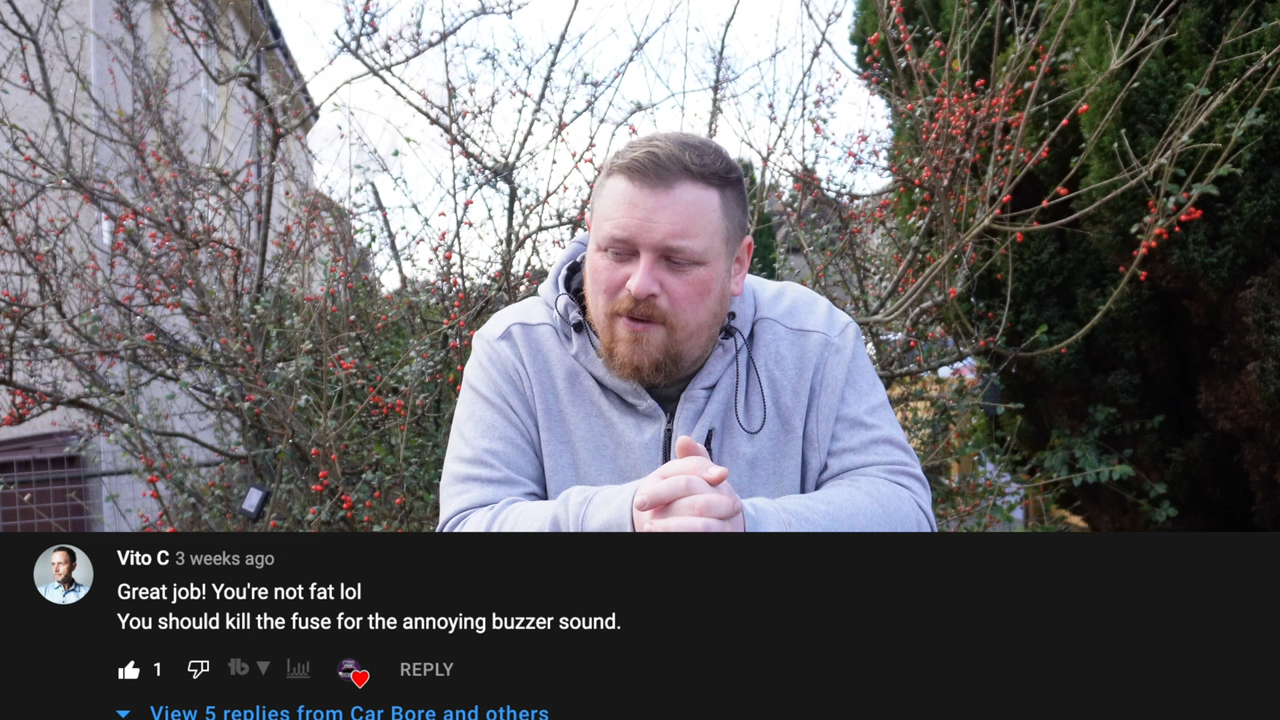 Vito C 3 weeks ago
Great job! You're not fat lol
You should kill the fuse for the annoying buzzer sound.
1 REPLY
View 5 replies from Car Bore and others